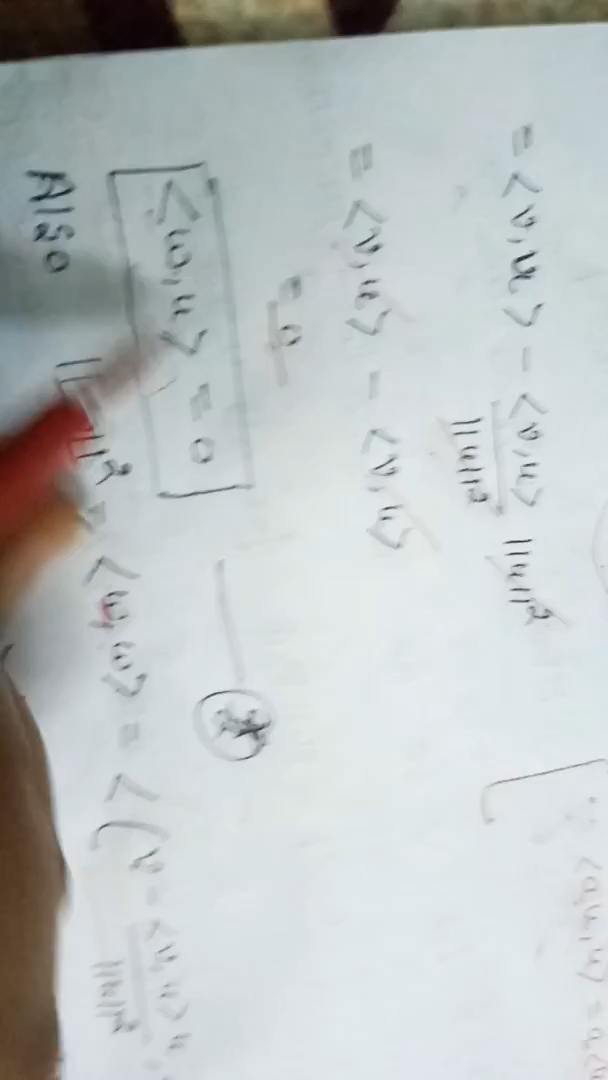 = <v,u> - <v,u>/||u||² ||u||²
= <v,u> - <v,u>
= 0
<w,u> = 0 — (*)
Also ||w||² = <w,w> = <(v - <v,u>u/||u||²